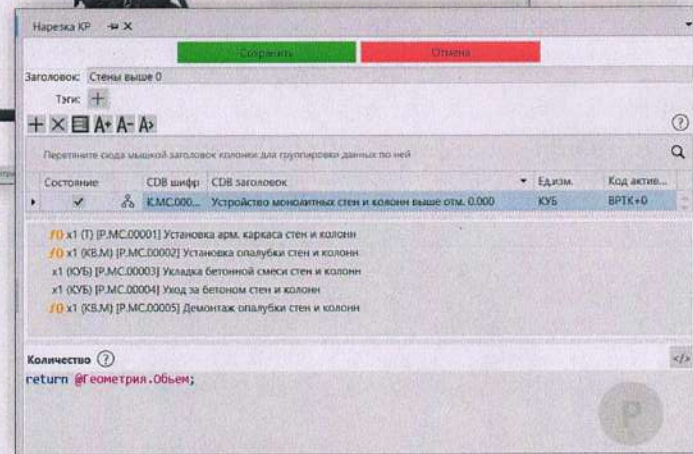 Нарезка КР
Сохранить Отмена
Заголовок: Стены выше 0
Тэги:
A+ A- A>
Перетяните сюда мышкой заголовок колонки для группировки данных по ней
Состояние CDB шифр CDB заголовок Ед.изм. Код актив...
К.МС.000... Устройство монолитных стен и колонн выше отм. 0.000 КУБ ВРТК+0
f() x1 (Т) [Р.МС.00001] Установка арм. каркаса стен и колонн
f() x1 (КВ.М) [Р.МС.00002] Установка опалубки стен и колонн
x1 (КУБ) [Р.МС.00003] Укладка бетонной смеси стен и колонн
x1 (КУБ) [Р.МС.00004] Уход за бетоном стен и колонн
f() x1 (КВ.М) [Р.МС.00005] Демонтаж опалубки стен и колонн
Количество ? </>
return @Геометрия.Объем;
P